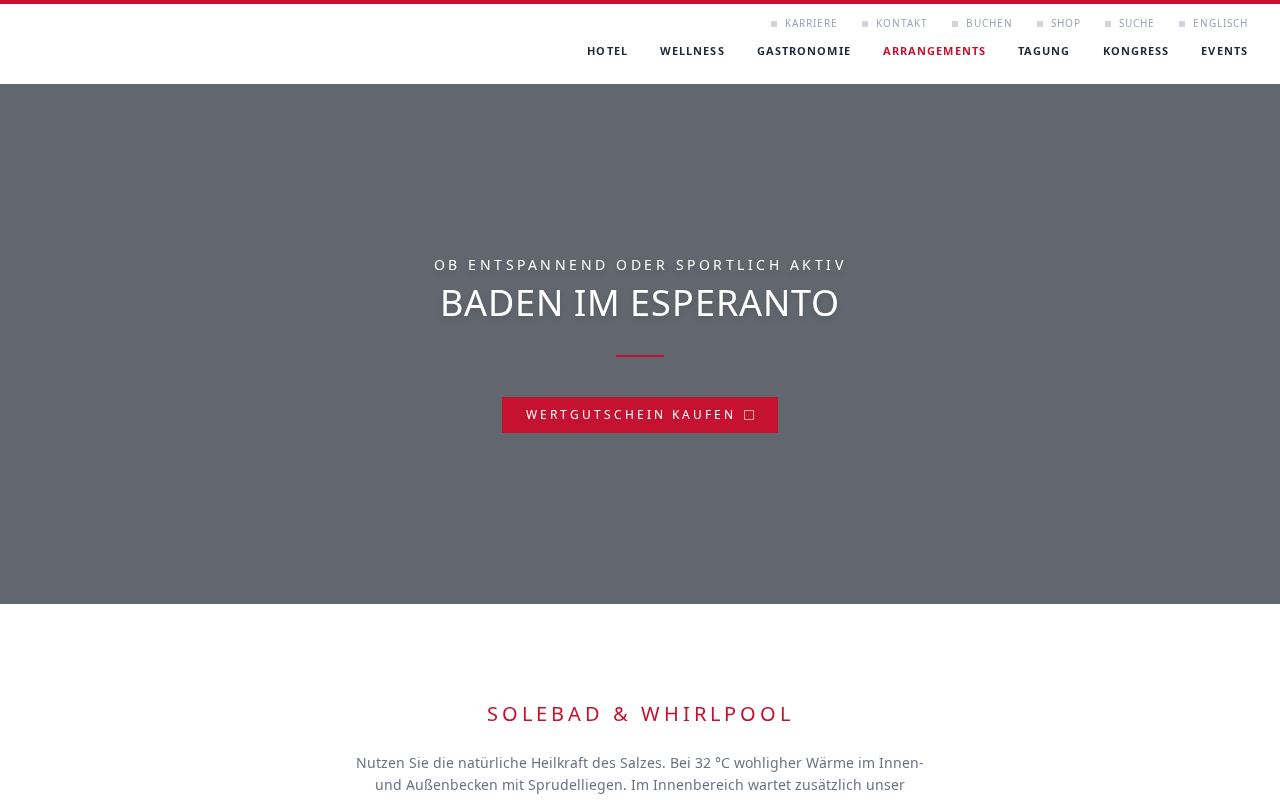 KARRIERE KONTAKT BUCHEN SHOP SUCHE ENGLISCH
HOTEL WELLNESS GASTRONOMIE ARRANGEMENTS TAGUNG KONGRESS EVENTS
OB ENTSPANNEND ODER SPORTLICH AKTIV
BADEN IM ESPERANTO
WERTGUTSCHEIN KAUFEN
SOLEBAD & WHIRLPOOL
Nutzen Sie die natürliche Heilkraft des Salzes. Bei 32 °C wohligher Wärme im Innen-
und Außenbecken mit Sprudelliegen. Im Innenbereich wartet zusätzlich unser